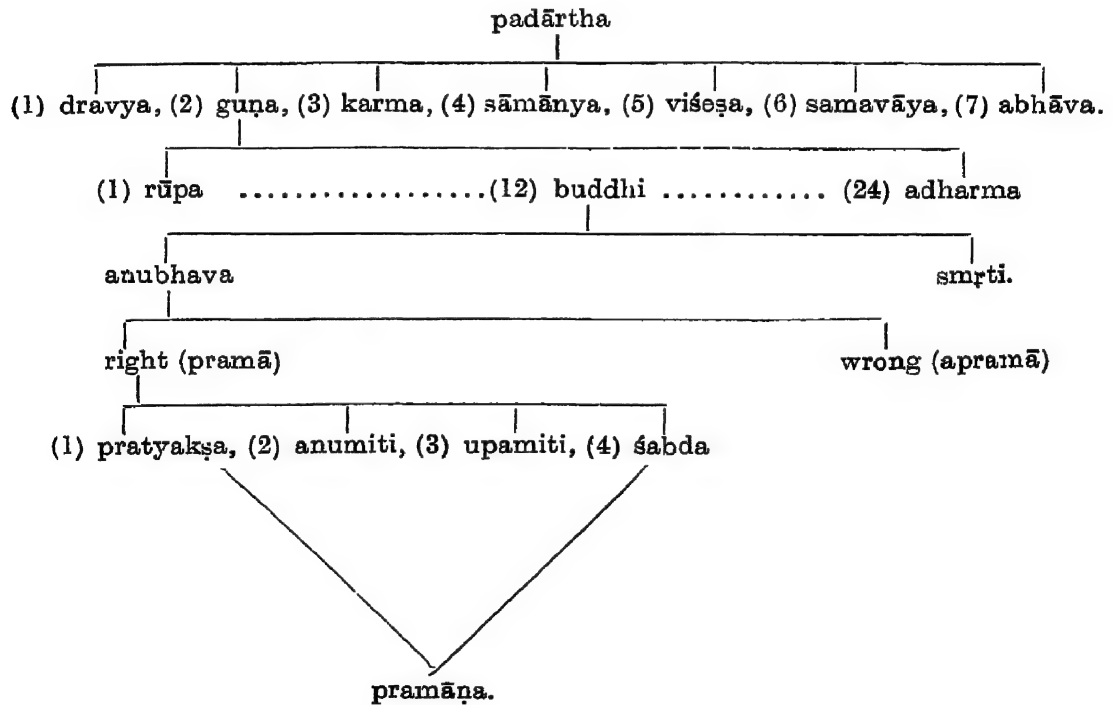 padārtha
(1) dravya, (2) guṇa, (3) karma, (4) sāmānya, (5) viśeṣa, (6) samavāya, (7) abhāva.
(1) rūpa ..................(12) buddhi ............. (24) adharma
anubhava smṛti.
right (pramā) wrong (apramā)
(1) pratyakṣa, (2) anumiti, (3) upamiti, (4) śabda
pramāṇa.